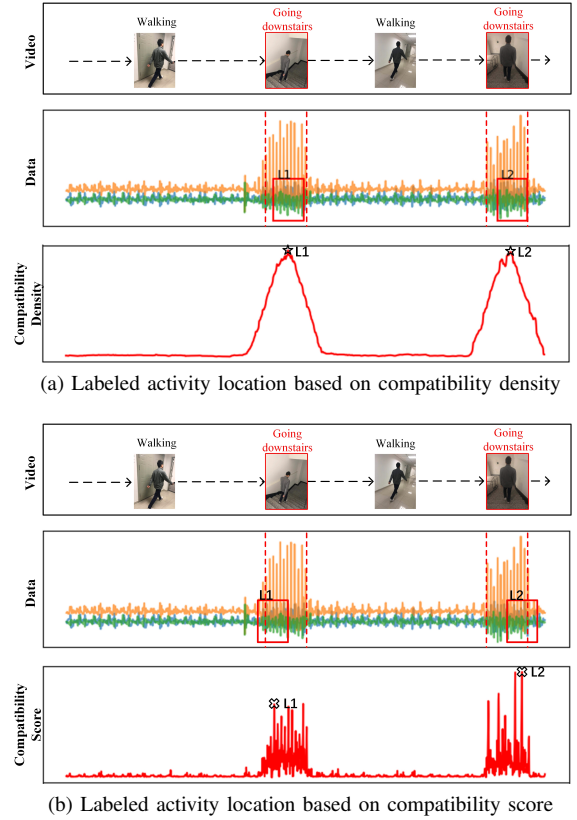 Walking
Going
downstairs
Walking
Going
downstairs
Video
Data
L1
L2
Compatibility
Density
L1
L2
(a) Labeled activity location based on compatibility density
Walking
Going
downstairs
Walking
Going
downstairs
Video
Data
L1
L2
Compatibility
Score
L1
L2
(b) Labeled activity location based on compatibility score